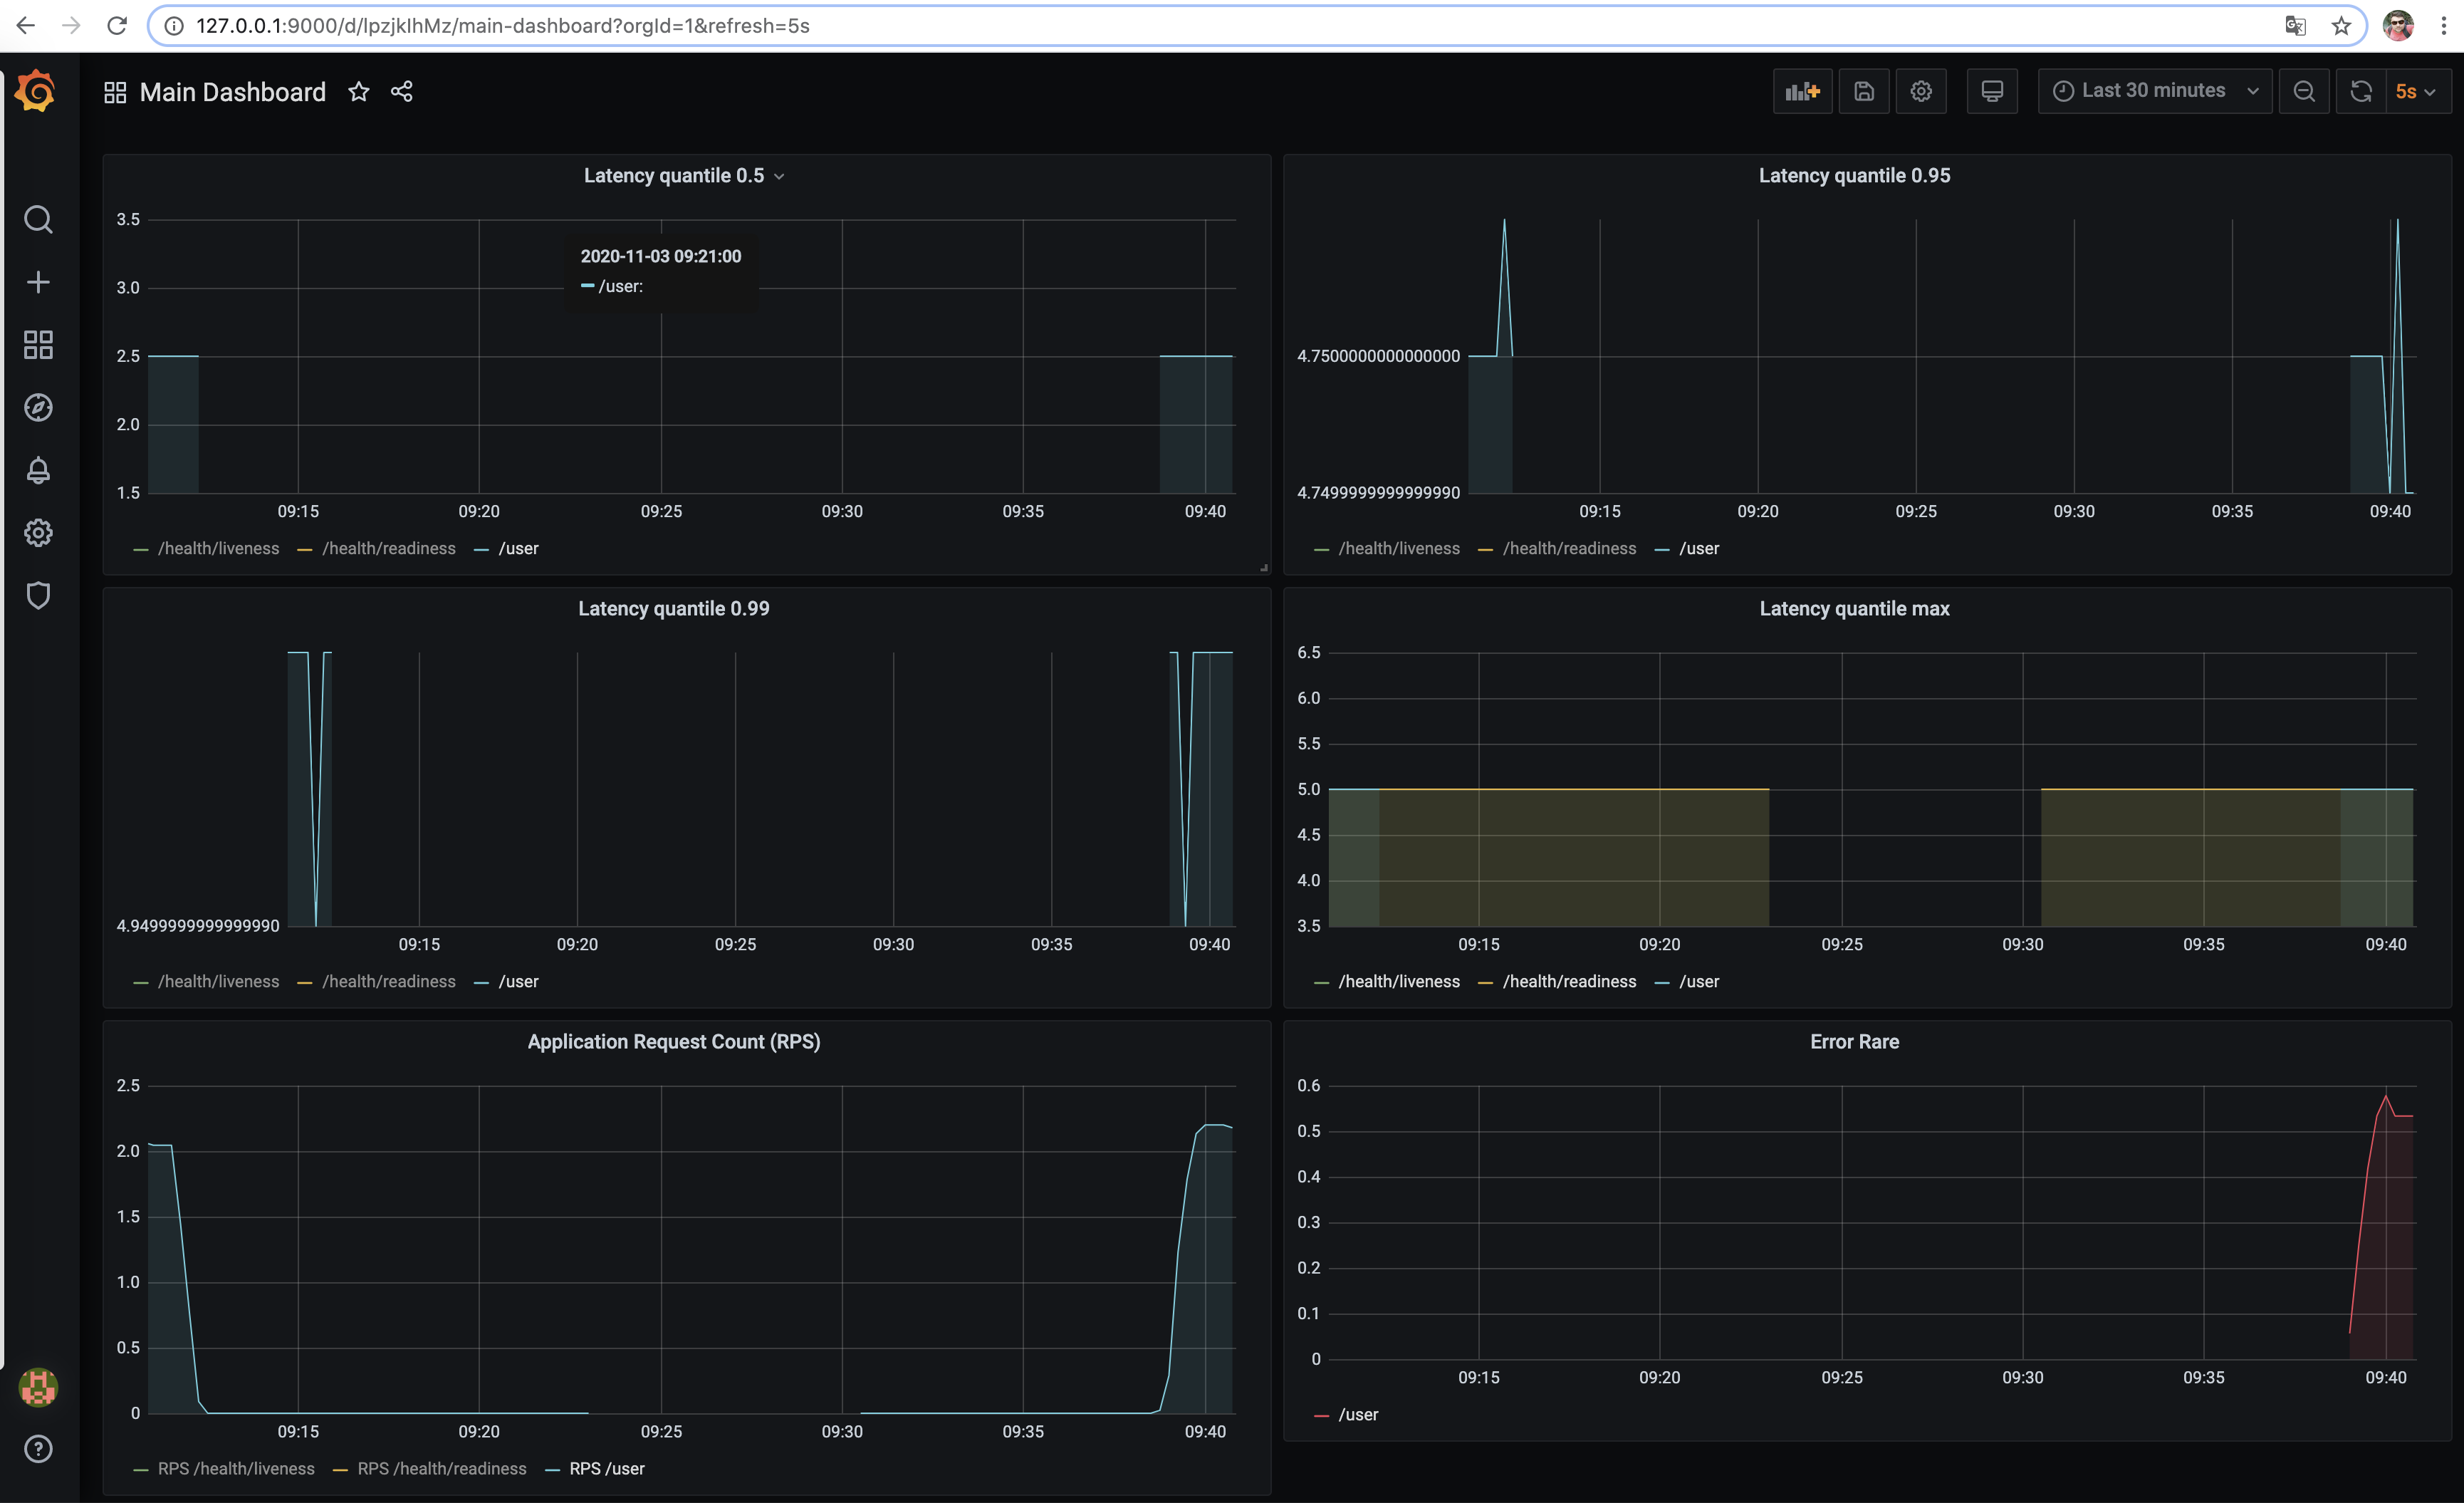 127.0.0.1:9000/d/lpzjklhMz/main-dashboard?orgId=1&refresh=5s
Main Dashboard
Last 30 minutes
5s
Latency quantile 0.5
3.5
3.0
2.5
2.0
1.5
2020-11-03 09:21:00
/user:
09:15 09:20 09:25 09:30 09:35 09:40
/health/liveness /health/readiness /user
Latency quantile 0.95
4.7500000000000000
4.7499999999999990
09:15 09:20 09:25 09:30 09:35 09:40
/health/liveness /health/readiness /user
Latency quantile 0.99
4.9499999999999990
09:15 09:20 09:25 09:30 09:35 09:40
/health/liveness /health/readiness /user
Latency quantile max
6.5
6.0
5.5
5.0
4.5
4.0
3.5
09:15 09:20 09:25 09:30 09:35 09:40
/health/liveness /health/readiness /user
Application Request Count (RPS)
2.5
2.0
1.5
1.0
0.5
0
09:15 09:20 09:25 09:30 09:35 09:40
RPS /health/liveness RPS /health/readiness RPS /user
Error Rare
0.6
0.5
0.4
0.3
0.2
0.1
0
09:15 09:20 09:25 09:30 09:35 09:40
/user